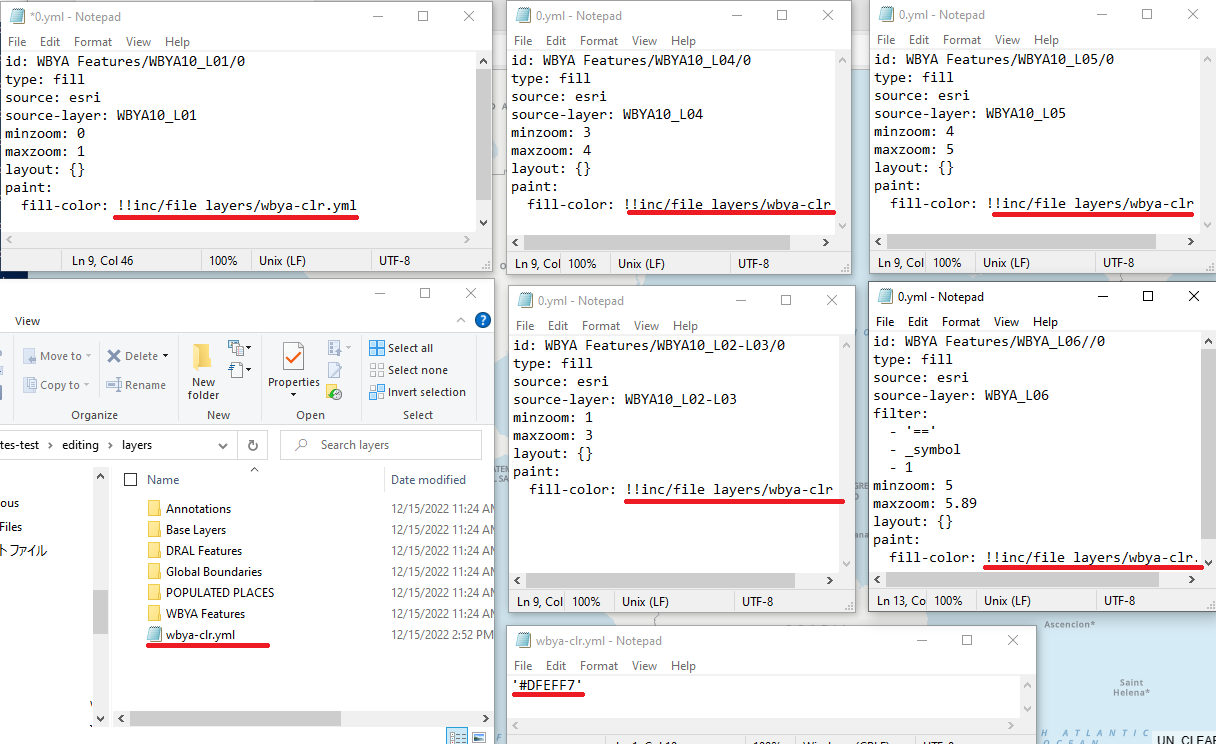 *0.yml - Notepad
File Edit Format View Help
id: WBYA Features/WBYA10_L01/0
type: fill
source: esri
source-layer: WBYA10_L01
minzoom: 0
maxzoom: 1
layout: {}
paint:
fill-color: !!inc/file layers/wbya-clr.yml
Ln 9, Col 46 100% Unix (LF) UTF-8
0.yml - Notepad
File Edit Format View Help
id: WBYA Features/WBYA10_L04/0
type: fill
source: esri
source-layer: WBYA10_L04
minzoom: 3
maxzoom: 4
layout: {}
paint:
fill-color: !!inc/file layers/wbya-clr
Ln 9, Col 100% Unix (LF) UTF-8
0.yml - Notepad
File Edit Format View Help
id: WBYA Features/WBYA10_L05/0
type: fill
source: esri
source-layer: WBYA10_L05
minzoom: 4
maxzoom: 5
layout: {}
paint:
fill-color: !!inc/file layers/wbya-clr
Ln 9, Col 100% Unix (LF) UTF-8
View
Move to
Copy to
Delete
Rename
Organize
New folder
New
Properties
Open
Select all
Select none
Invert selection
Select
tes-test > editing > layers
Search layers
ous
Files
ト ファイル
Name Date modified
Annotations 12/15/2022 11:24 AM
Base Layers 12/15/2022 11:24 AM
DRAL Features 12/15/2022 11:24 AM
Global Boundaries 12/15/2022 11:24 AM
POPULATED PLACES 12/15/2022 11:24 AM
WBYA Features 12/15/2022 11:24 AM
wbya-clr.yml 12/15/2022 2:52 PM
0.yml - Notepad
File Edit Format View Help
id: WBYA Features/WBYA10_L02-L03/0
type: fill
source: esri
source-layer: WBYA10_L02-L03
minzoom: 1
maxzoom: 3
layout: {}
paint:
fill-color: !!inc/file layers/wbya-clr
Ln 9, Col 100% Unix (LF) UTF-8
0.yml - Notepad
File Edit Format View Help
id: WBYA Features/WBYA_L06//0
type: fill
source: esri
source-layer: WBYA_L06
filter:
- '=='
- _symbol
- 1
minzoom: 5
maxzoom: 5.89
layout: {}
paint:
fill-color: !!inc/file layers/wbya-clr.
Ln 13, Co 100% Unix (LF) UTF-8
wbya-clr.yml - Notepad
File Edit Format View Help
'#DFEFF7'
Ascencion*
Saint
Helena*
H ATLANTIC
OCEAN
UN_CLEAR